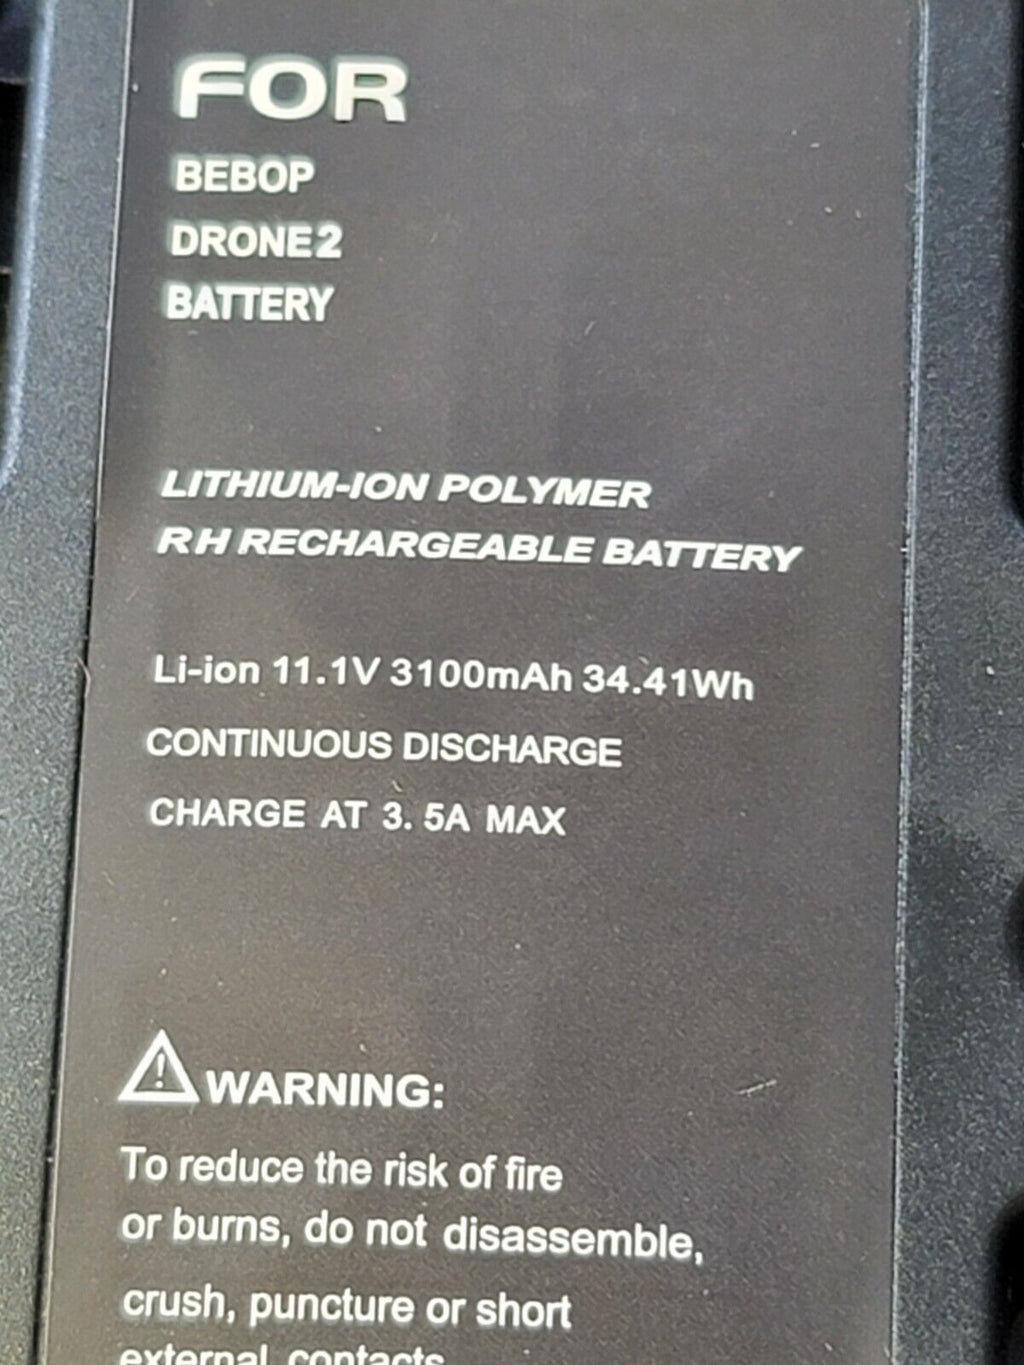 FOR
BEBOP
DRONE2
BATTERY
LITHIUM-ION POLYMER
RH RECHARGEABLE BATTERY
Li-ion 11.1V 3100mAh 34.41Wh
CONTINUOUS DISCHARGE
CHARGE AT 3. 5A MAX
WARNING:
To reduce the risk of fire
or burns, do not disassemble,
crush, puncture or short
external contacts